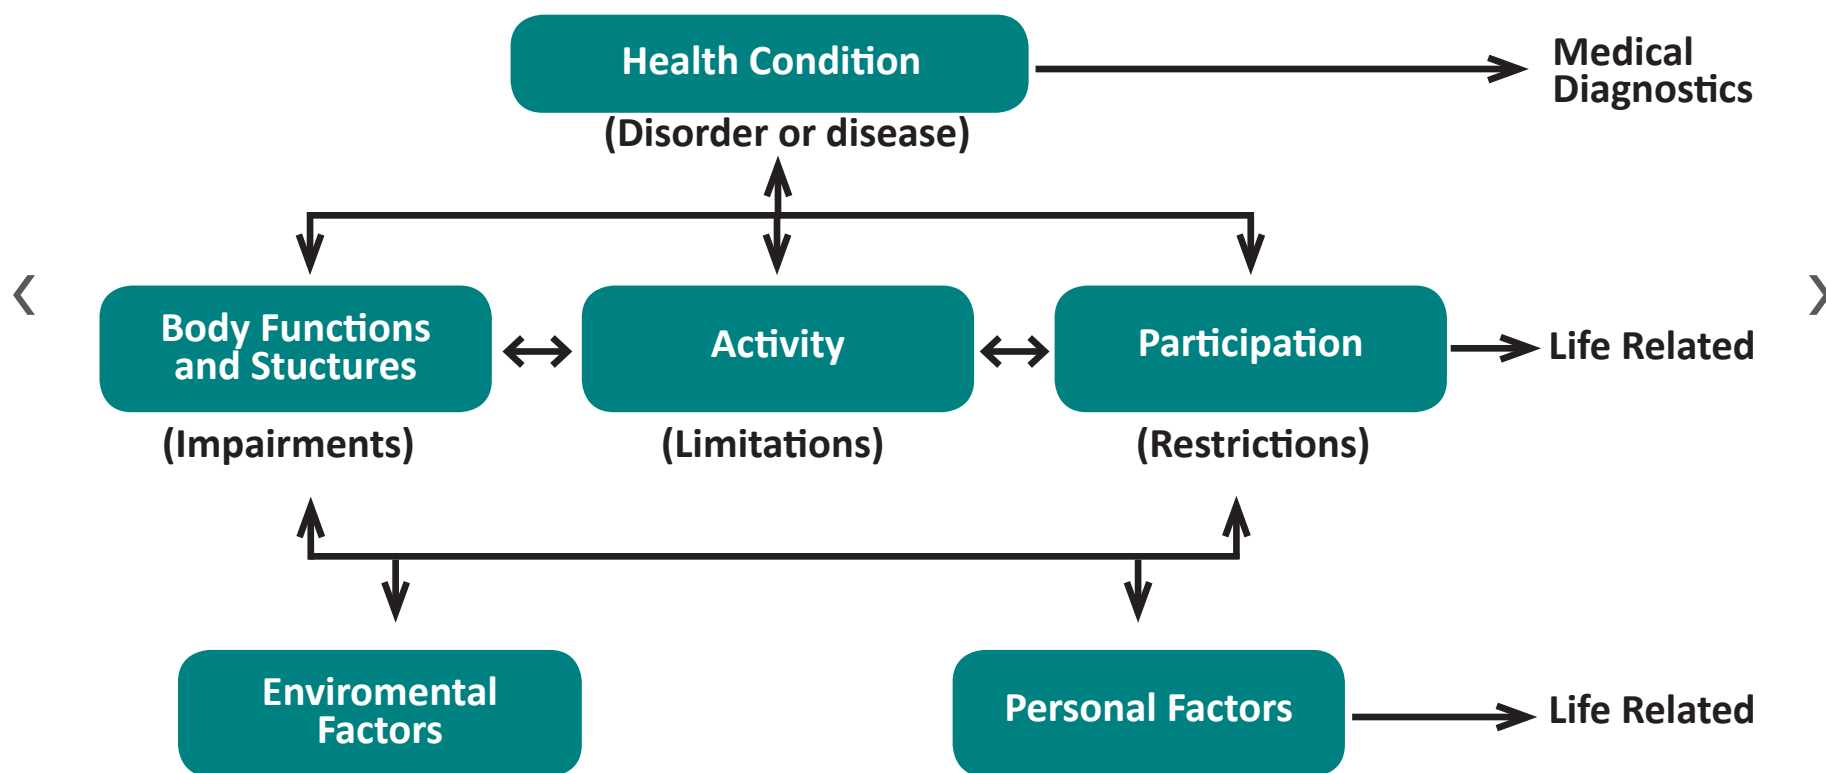 Health Condition
Medical
Diagnostics
(Disorder or disease)
Body Functions
and Stuctures
Activity
Participation
Life Related
(Impairments)
(Limitations)
(Restrictions)
Enviromental
Factors
Personal Factors
Life Related